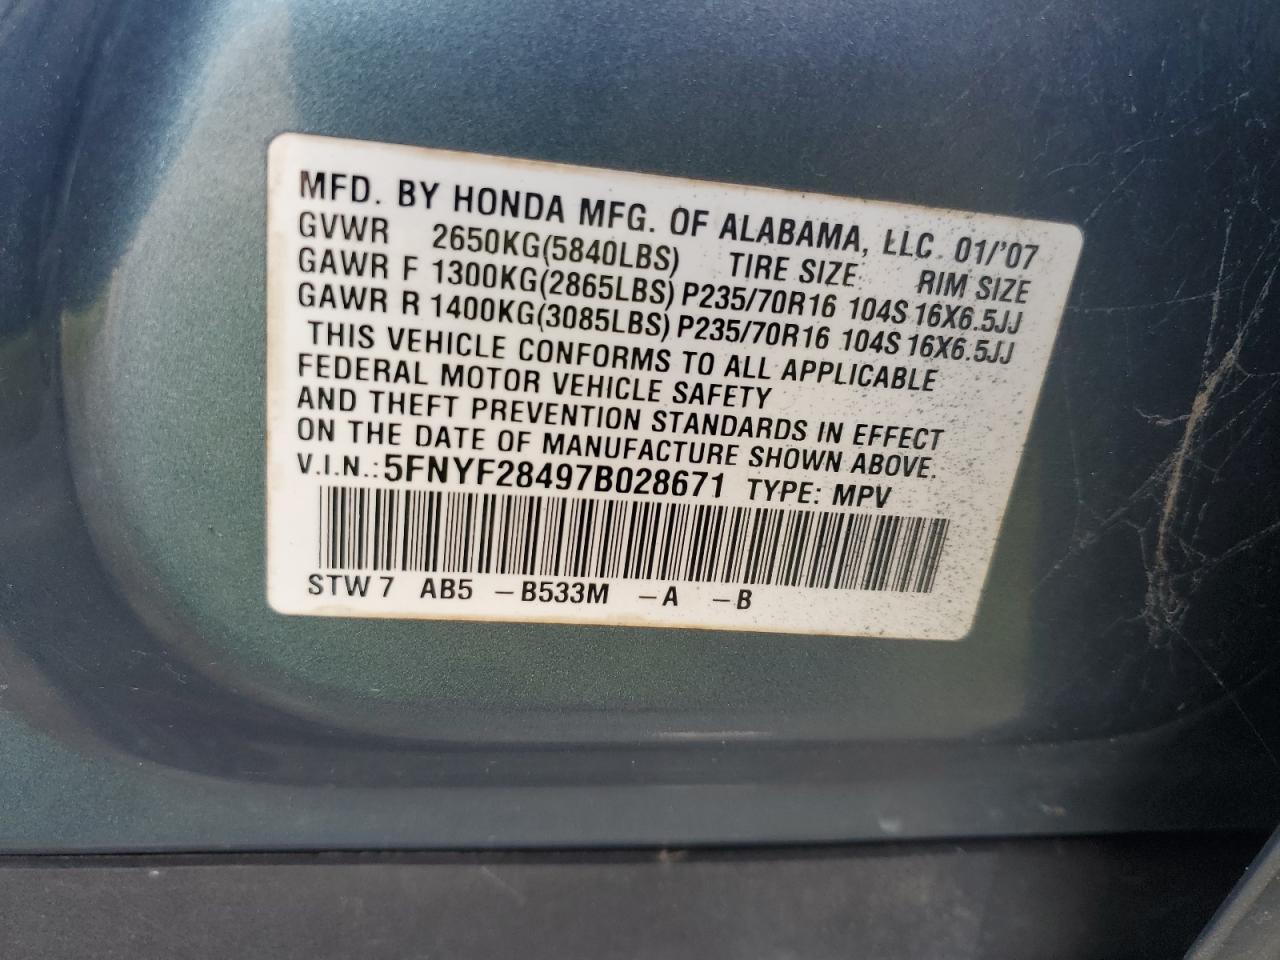 MFD. BY HONDA MFG. OF ALABAMA, LLC. 01/'07
GVWR 2650KG(5840LBS) TIRE SIZE RIM SIZE
GAWR F 1300KG(2865LBS) P235/70R16 104S 16X6.5JJ
GAWR R 1400KG(3085LBS) P235/70R16 104S 16X6.5JJ
THIS VEHICLE CONFORMS TO ALL APPLICABLE
FEDERAL MOTOR VEHICLE SAFETY
AND THEFT PREVENTION STANDARDS IN EFFECT
ON THE DATE OF MANUFACTURE SHOWN ABOVE.
V.I.N.: 5FNYF28497B028671 TYPE: MPV
STW7 AB5 -B533M -A -B